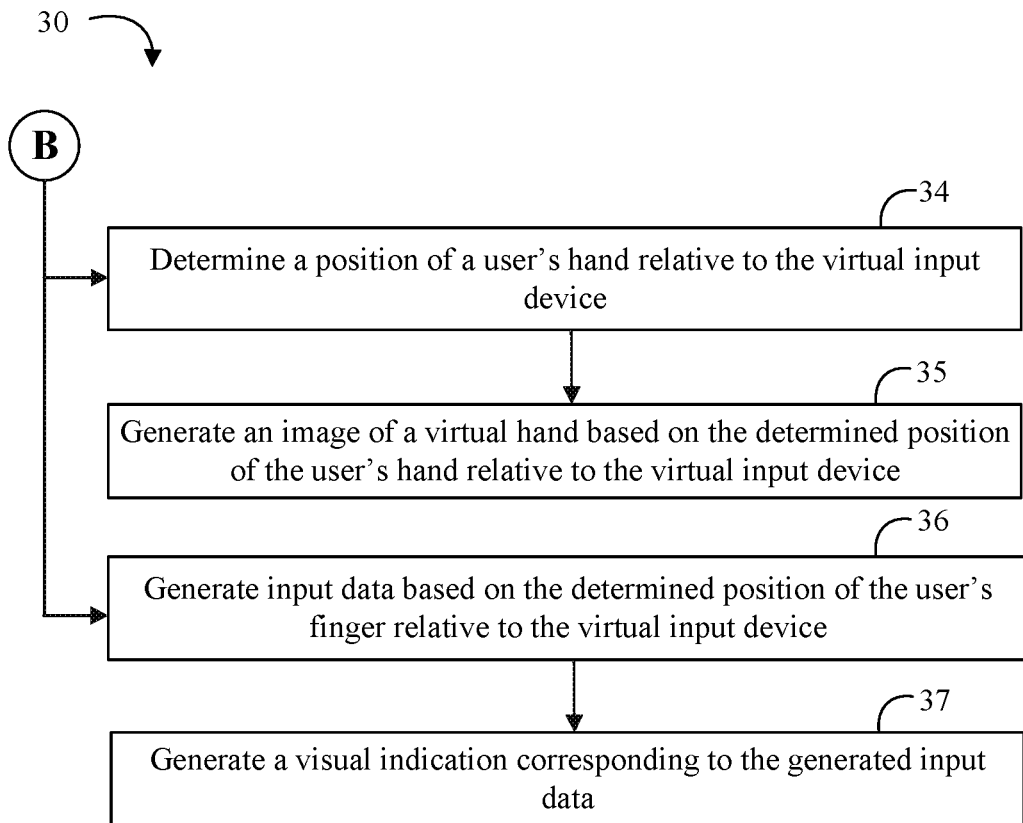 30
B
34
Determine a position of a user's hand relative to the virtual input
device
35
Generate an image of a virtual hand based on the determined position
of the user's hand relative to the virtual input device
36
Generate input data based on the determined position of the user's
finger relative to the virtual input device
37
Generate a visual indication corresponding to the generated input
data